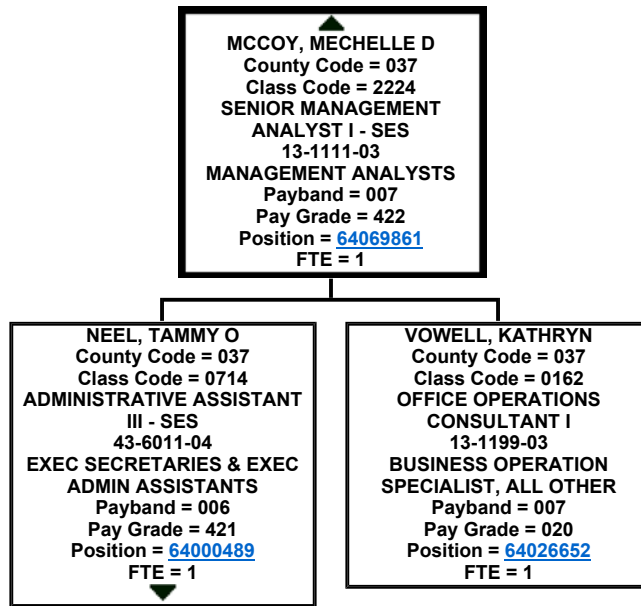 MCCOY, MECHELLE D
County Code = 037
Class Code = 2224
SENIOR MANAGEMENT
ANALYST I - SES
13-1111-03
MANAGEMENT ANALYSTS
Payband = 007
Pay Grade = 422
Position = 64069861
FTE = 1
NEEL, TAMMY O
County Code = 037
Class Code = 0714
ADMINISTRATIVE ASSISTANT
III - SES
43-6011-04
EXEC SECRETARIES & EXEC
ADMIN ASSISTANTS
Payband = 006
Pay Grade = 421
Position = 64000489
FTE = 1
VOWELL, KATHRYN
County Code = 037
Class Code = 0162
OFFICE OPERATIONS
CONSULTANT I
13-1199-03
BUSINESS OPERATION
SPECIALIST, ALL OTHER
Payband = 007
Pay Grade = 020
Position = 64026652
FTE = 1